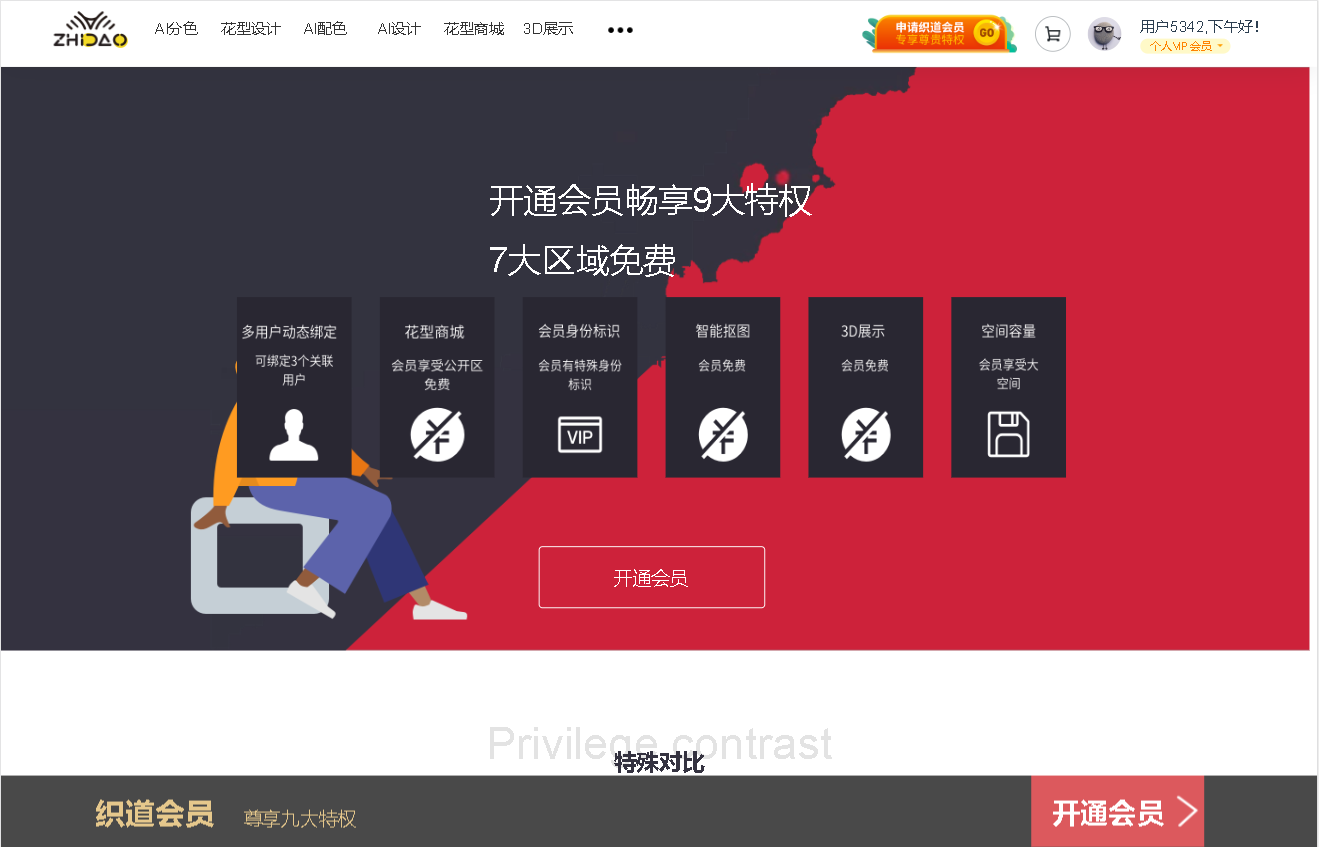 ZHIDAO
AI分色 花型设计 AI配色 AI设计 花型商城 3D展示 •••
申请织道会员
专享尊贵特权
GO
用户5342,下午好!
个人VIP会员
开通会员畅享9大特权
7大区域免费
多用户动态绑定
可绑定3个关联
用户
花型商城
会员享受公开区
免费
会员身份标识
会员有特殊身份
标识
VIP
智能抠图
会员免费
3D展示
会员免费
空间容量
会员享受大
空间
开通会员
Privilege contrast
特殊对比
织道会员 尊享九大特权
开通会员